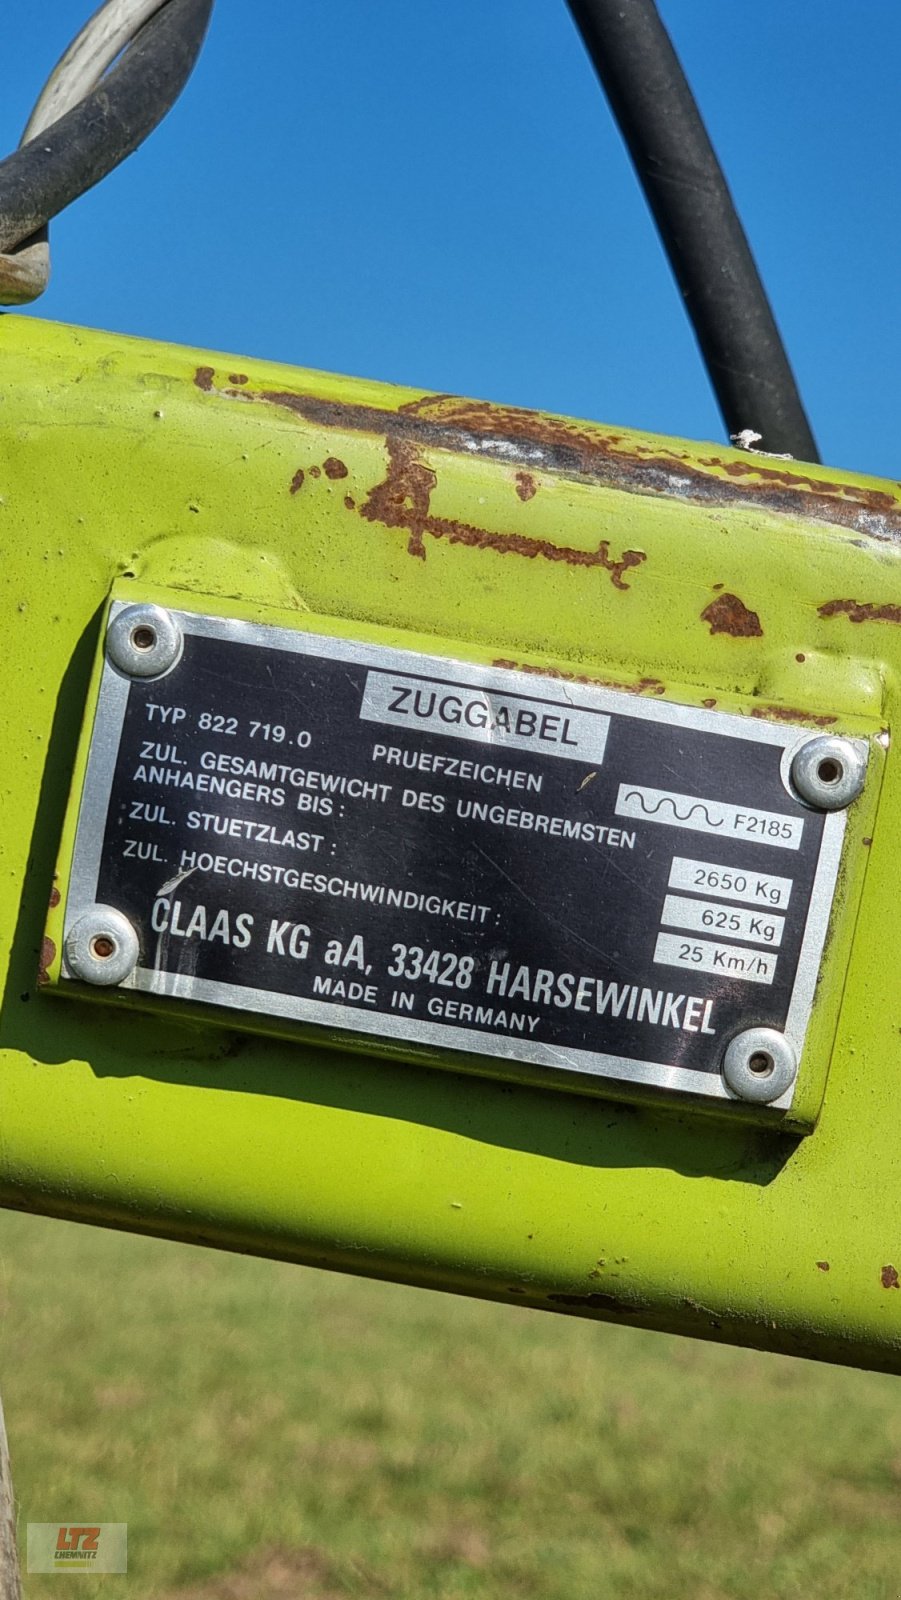 ZUGGABEL
TYP 822 719.0
PRUEFZEICHEN
F2185
ZUL. GESAMTGEWICHT DES UNGEBREMSTEN
ANHAENGERS BIS :
2650 Kg
ZUL. STUETZLAST :
625 Kg
ZUL. HOECHSTGESCHWINDIGKEIT :
25 Km/h
CLAAS KG aA, 33428 HARSEWINKEL
MADE IN GERMANY
LTZ
CHEMNITZ